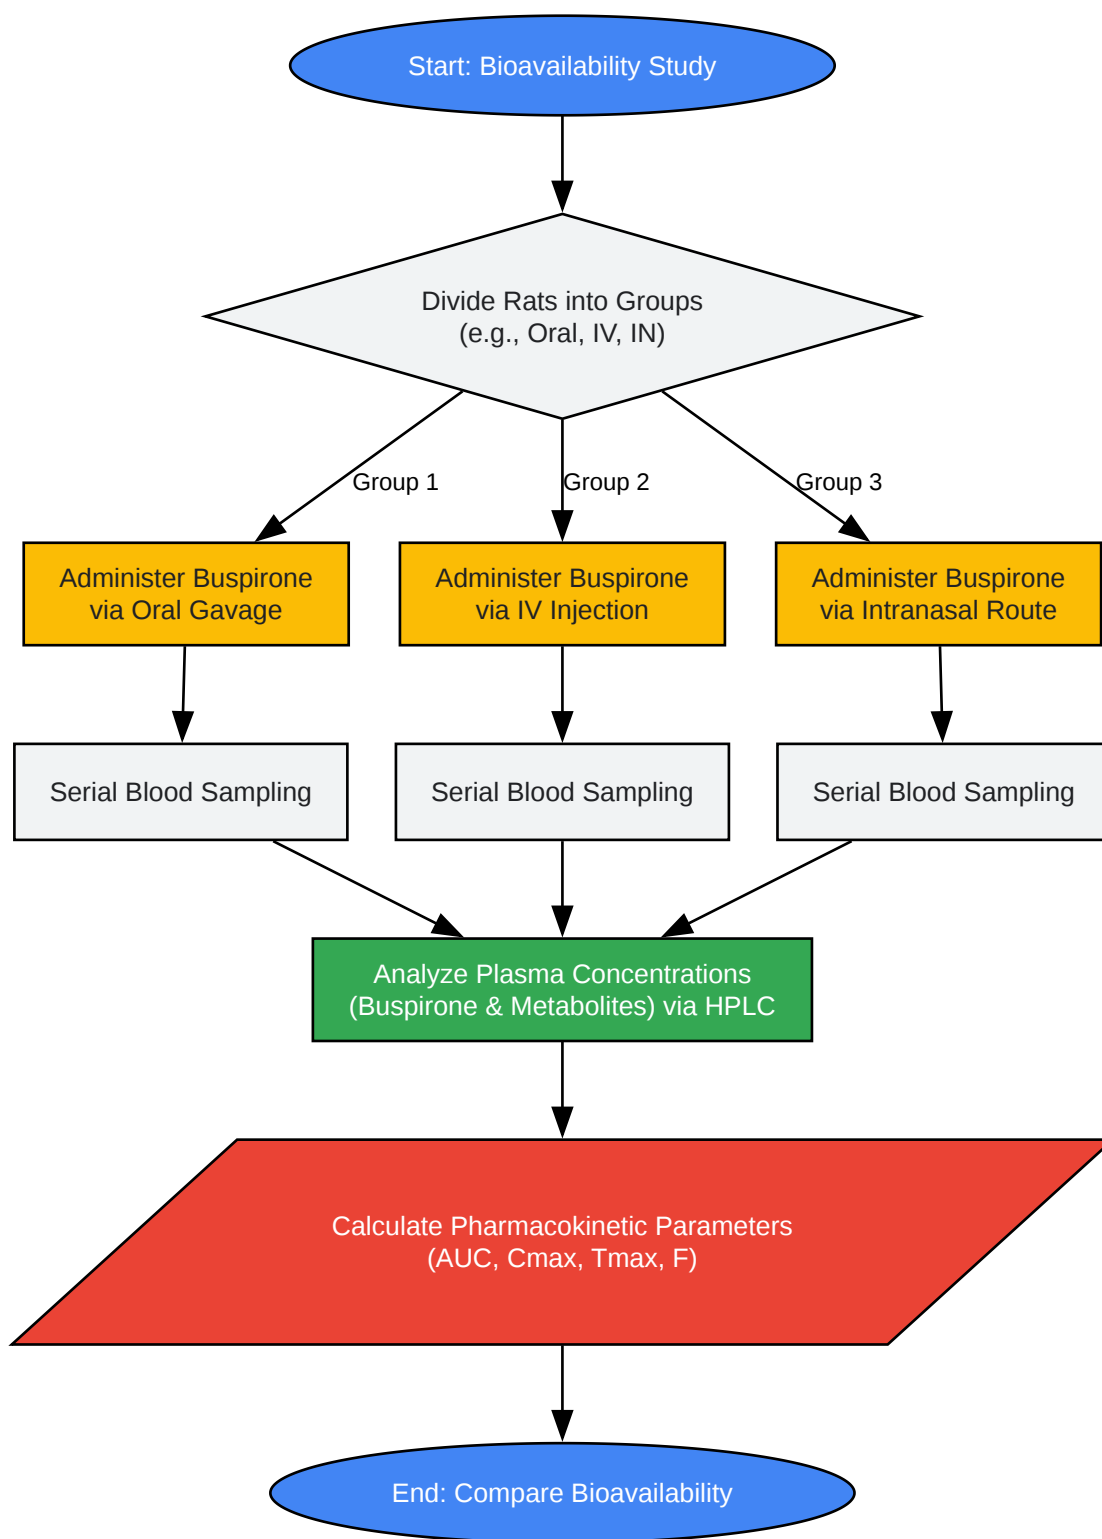 Start: Bioavailability Study
Divide Rats into Groups
(e.g., Oral, IV, IN)
Group 1
Group 2
Group 3
Administer Buspirone
via Oral Gavage
Administer Buspirone
via IV Injection
Administer Buspirone
via Intranasal Route
Serial Blood Sampling
Serial Blood Sampling
Serial Blood Sampling
Analyze Plasma Concentrations
(Buspirone & Metabolites) via HPLC
Calculate Pharmacokinetic Parameters
(AUC, Cmax, Tmax, F)
End: Compare Bioavailability